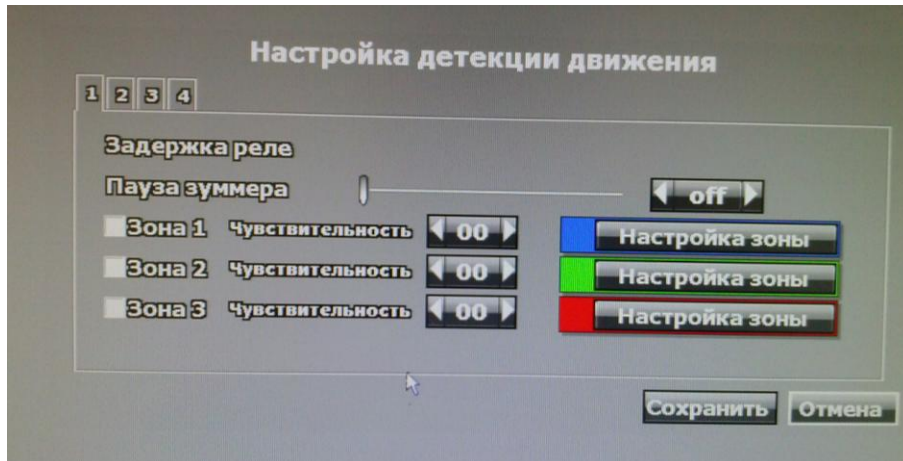 Настройка детекции движения
1 2 3 4
Задержка реле
Пауза зуммера off
Зона 1 Чувствительность 00 Настройка зоны
Зона 2 Чувствительность 00 Настройка зоны
Зона 3 Чувствительность 00 Настройка зоны
Сохранить Отмена